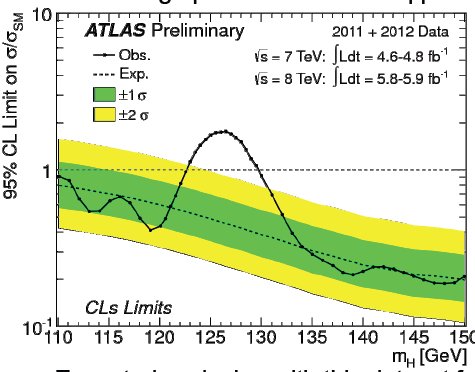 10
ATLAS Preliminary
2011 + 2012 Data
Obs.
Exp.
±1 σ
±2 σ
√s = 7 TeV: ∫Ldt = 4.6-4.8 fb⁻¹
√s = 8 TeV: ∫Ldt = 5.8-5.9 fb⁻¹
95% CL Limit on σ/σSM
1
CLs Limits
10⁻¹
110 115 120 125 130 135 140 145 150
mH [GeV]